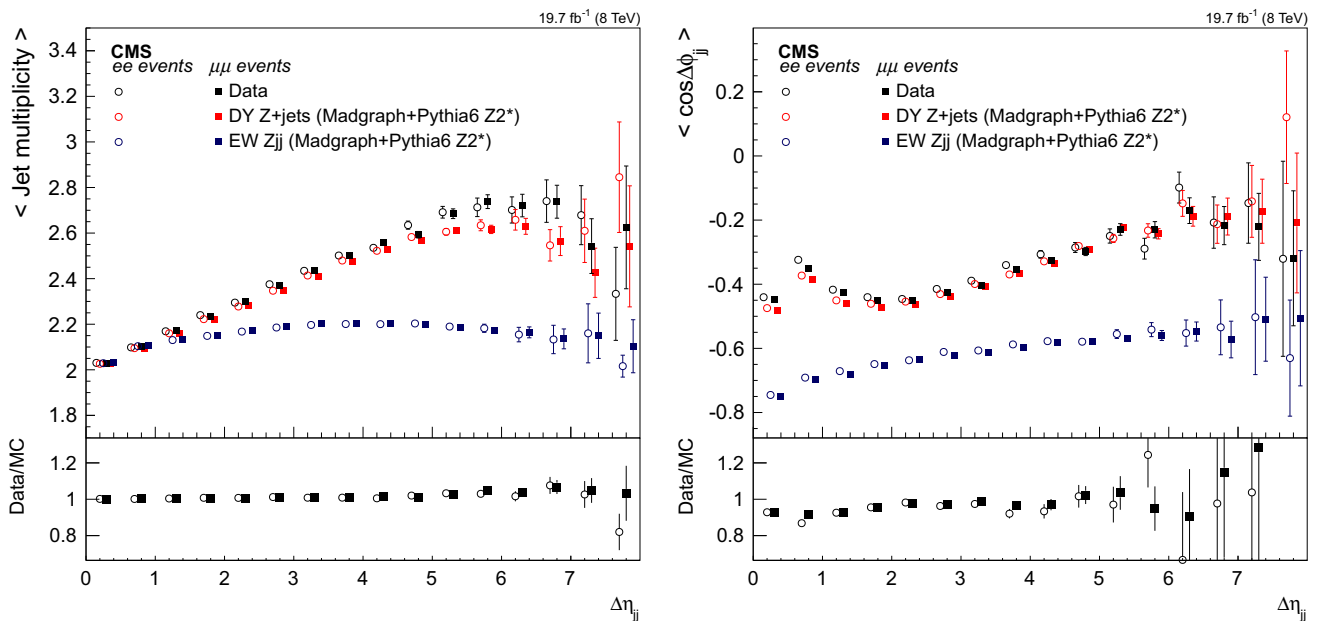 19.7 fb⁻¹ (8 TeV)
< Jet multiplicity >
CMS
ee events μμ events
Data
DY Z+jets (Madgraph+Pythia6 Z2*)
EW Zjj (Madgraph+Pythia6 Z2*)
3.4
3.2
3
2.8
2.6
2.4
2.2
2
1.8
Data/MC
1.2
1
0.8
0 1 2 3 4 5 6 7
Δη_jj
19.7 fb⁻¹ (8 TeV)
< cosΔϕ_jj >
CMS
ee events μμ events
Data
DY Z+jets (Madgraph+Pythia6 Z2*)
EW Zjj (Madgraph+Pythia6 Z2*)
0.4
0.2
0
-0.2
-0.4
-0.6
-0.8
Data/MC
1.2
1
0.8
0 1 2 3 4 5 6 7
Δη_jj